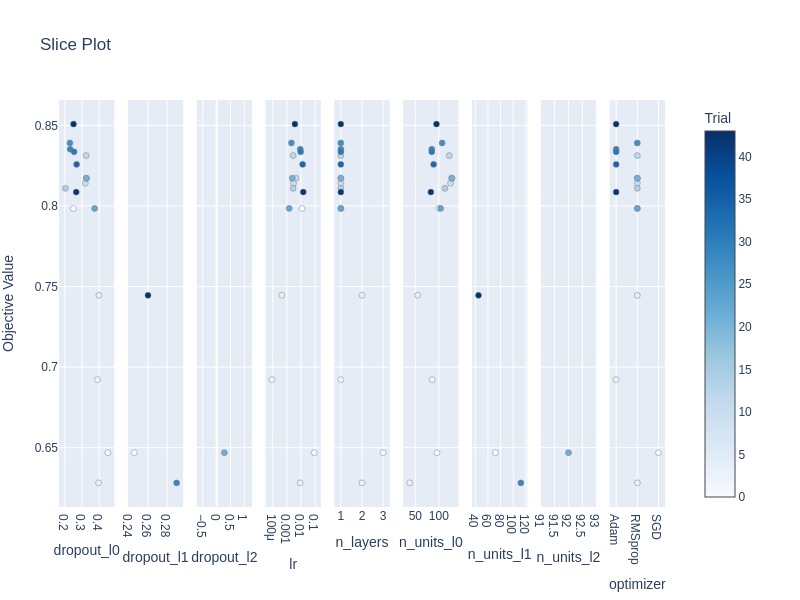 Slice Plot
Trial
Objective Value
0.85
0.8
0.75
0.7
0.65
0.2 0.3 0.4
dropout_l0
0.24 0.26 0.28
dropout_l1
−0.5 0 0.5 1
dropout_l2
100μ 0.001 0.01 0.1
lr
1 2 3
n_layers
50 100
n_units_l0
40 60 80 100 120
n_units_l1
91 91.5 92 92.5 93
n_units_l2
Adam RMSprop SGD
optimizer
40
35
30
25
20
15
10
5
0